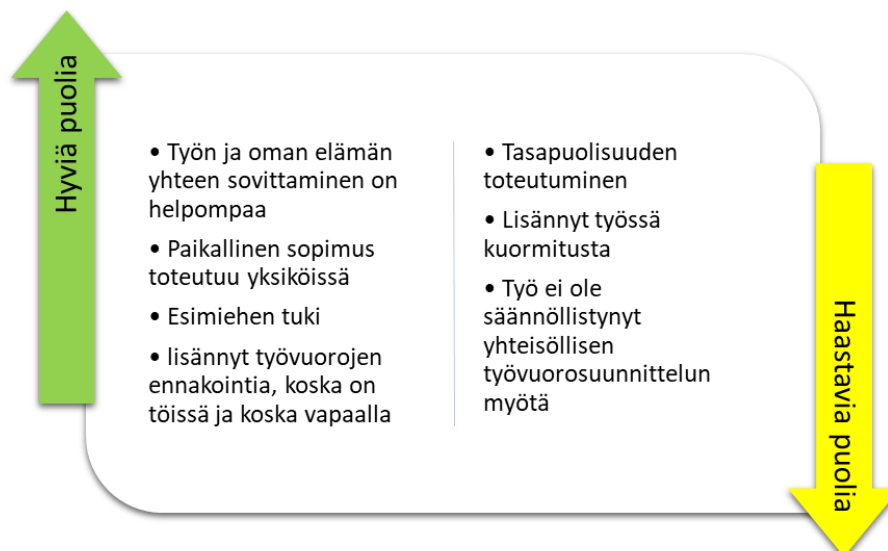 Hyviä puolia
• Työn ja oman elämän
yhteen sovittaminen on
helpompaa
• Paikallinen sopimus
toteutuu yksiköissä
• Esimiehen tuki
• lisännyt työvuorojen
ennakointia, koska on
töissä ja koska vapaalla
• Tasapuolisuuden
toteutuminen
• Lisännyt työssä
kuormitusta
• Työ ei ole
säännöllistynyt
yhteisöllisen
työvuorosuunnittelun
myötä
Haastavia puolia